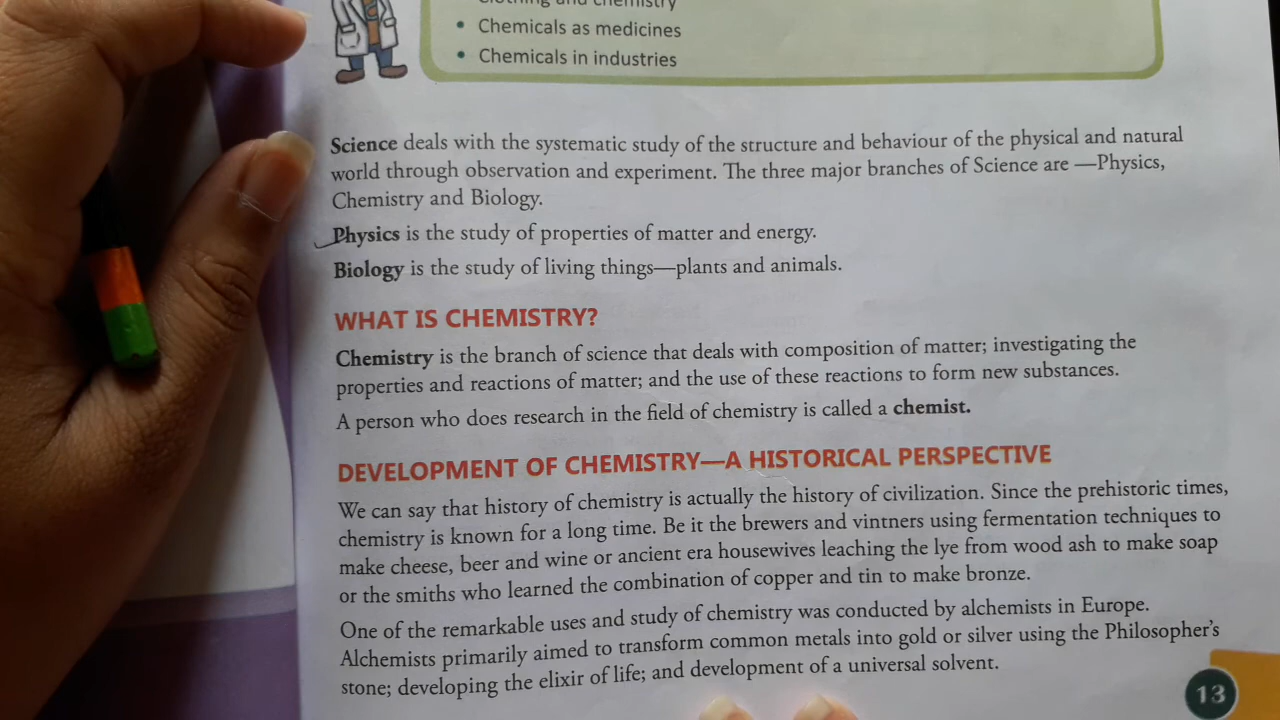 Clothing and chemistry
• Chemicals as medicines
• Chemicals in industries
Science deals with the systematic study of the structure and behaviour of the physical and natural
world through observation and experiment. The three major branches of Science are —Physics,
Chemistry and Biology.
Physics is the study of properties of matter and energy.
Biology is the study of living things—plants and animals.
WHAT IS CHEMISTRY?
Chemistry is the branch of science that deals with composition of matter; investigating the
properties and reactions of matter; and the use of these reactions to form new substances.
A person who does research in the field of chemistry is called a chemist.
DEVELOPMENT OF CHEMISTRY—A HISTORICAL PERSPECTIVE
We can say that history of chemistry is actually the history of civilization. Since the prehistoric times,
chemistry is known for a long time. Be it the brewers and vintners using fermentation techniques to
make cheese, beer and wine or ancient era housewives leaching the lye from wood ash to make soap
or the smiths who learned the combination of copper and tin to make bronze.
One of the remarkable uses and study of chemistry was conducted by alchemists in Europe.
Alchemists primarily aimed to transform common metals into gold or silver using the Philosopher's
stone; developing the elixir of life; and development of a universal solvent.
13